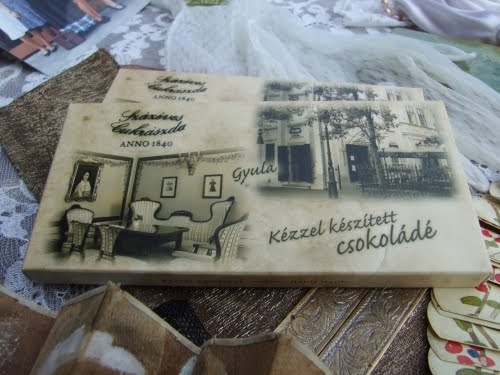 Százéves
Cukrászda
ANNO 1840
Százéves
Cukrászda
ANNO 1840
Gyula
Kézzel készített
csokoládé